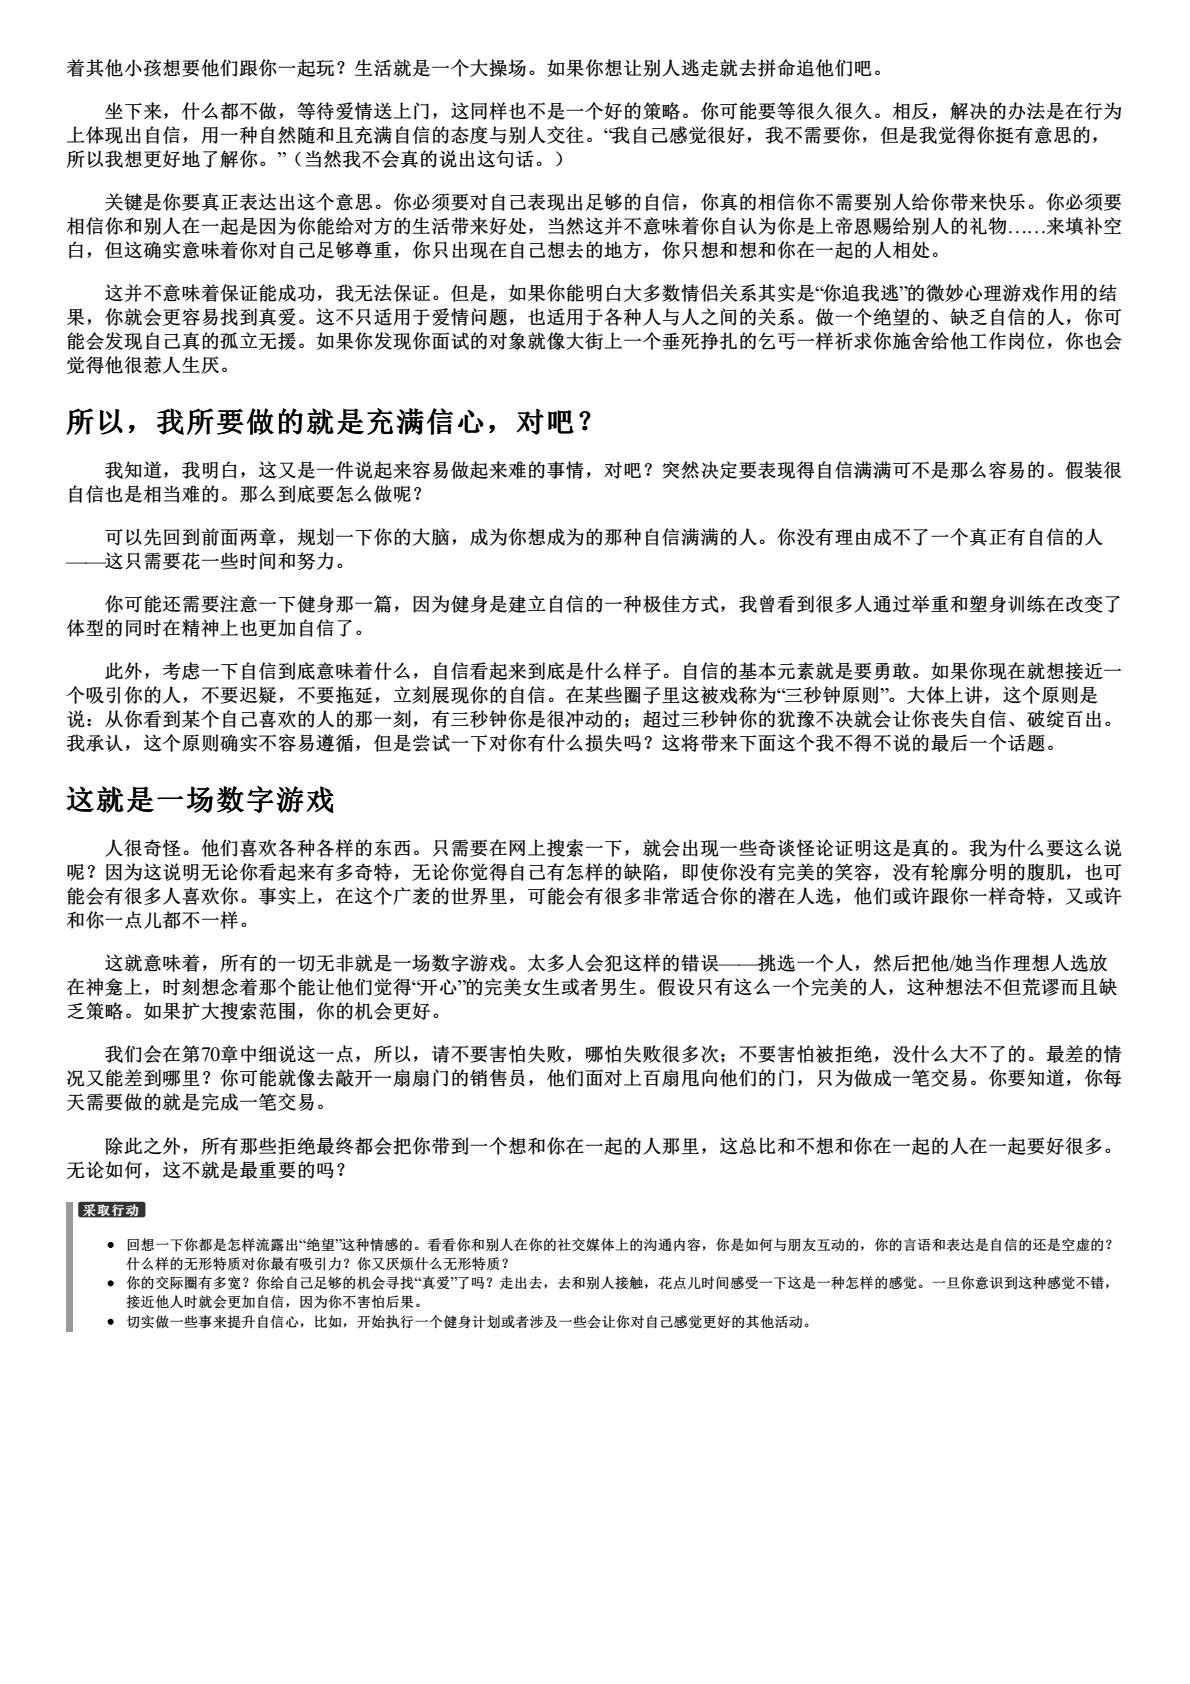 着其他小孩想要他们跟你一起玩？生活就是一个大操场。如果你想让别人逃走就去拼命追他们吧。
坐下来，什么都不做，等待爱情送上门，这同样也不是一个好的策略。你可能要等很久很久。相反，解决的办法是在行为
上体现出自信，用一种自然随和且充满自信的态度与别人交往。“我自己感觉很好，我不需要你，但是我觉得你挺有意思的，
所以我想更好地了解你。”（当然我不会真的说出这句话。）
关键是你要真正表达出这个意思。你必须要对自己表现出足够的自信，你真的相信你不需要别人给你带来快乐。你必须要
相信你和别人在一起是因为你能给对方的生活带来好处，当然这并不意味着你自认为你是上帝恩赐给别人的礼物……来填补空
白，但这确实意味着你对自己足够尊重，你只出现在自己想去的地方，你只想和想和你在一起的人相处。
这并不意味着保证能成功，我无法保证。但是，如果你能明白大多数情侣关系其实是“你追我逃”的微妙心理游戏作用的结
果，你就会更容易找到真爱。这不只适用于爱情问题，也适用于各种人与人之间的关系。做一个绝望的、缺乏自信的人，你可
能会发现自己真的孤立无援。如果你发现你面试的对象就像大街上一个垂死挣扎的乞丐一样祈求你施舍给他工作岗位，你也会
觉得他很惹人生厌。
所以，我所要做的就是充满信心，对吧？
我知道，我明白，这又是一件说起来容易做起来难的事情，对吧？突然决定要表现得自信满满可不是那么容易的。假装很
自信也是相当难的。那么到底要怎么做呢？
可以先回到前面两章，规划一下你的大脑，成为你想成为的那种自信满满的人。你没有理由成不了一个真正有自信的人
——这只需要花一些时间和努力。
你可能还需要注意一下健身那一篇，因为健身是建立自信的一种极佳方式，我曾看到很多人通过举重和塑身训练在改变了
体型的同时在精神上也更加自信了。
此外，考虑一下自信到底意味着什么，自信看起来到底是什么样子。自信的基本元素就是要勇敢。如果你现在就想接近一
个吸引你的人，不要迟疑，不要拖延，立刻展现你的自信。在某些圈子里这被戏称为“三秒钟原则”。大体上讲，这个原则是
说：从你看到某个自己喜欢的人的那一刻，有三秒钟你是很冲动的；超过三秒钟你的犹豫不决就会让你丧失自信、破绽百出。
我承认，这个原则确实不容易遵循，但是尝试一下对你有什么损失吗？这将带来下面这个我不得不说的最后一个话题。
这就是一场数字游戏
人很奇怪。他们喜欢各种各样的东西。只需要在网上搜索一下，就会出现一些奇谈怪论证明这是真的。我为什么要这么说
呢？因为这说明无论你看起来有多奇特，无论你觉得自己有怎样的缺陷，即使你没有完美的笑容，没有轮廓分明的腹肌，也可
能会有很多人喜欢你。事实上，在这个广袤的世界里，可能会有很多非常适合你的潜在人选，他们或许跟你一样奇特，又或许
和你一点儿都不一样。
这就意味着，所有的一切无非就是一场数字游戏。太多人会犯这样的错误——挑选一个人，然后把他/她当作理想人选放
在神龛上，时刻想念着那个能让他们觉得“开心”的完美女生或者男生。假设只有这么一个完美的人，这种想法不但荒谬而且缺
乏策略。如果扩大搜索范围，你的机会更好。
我们会在第70章中细说这一点，所以，请不要害怕失败，哪怕失败很多次；不要害怕被拒绝，没什么大不了的。最差的情
况又能差到哪里？你可能就像去敲开一扇扇门的销售员，他们面对上百扇甩向他们的门，只为做成一笔交易。你要知道，你每
天需要做的就是完成一笔交易。
除此之外，所有那些拒绝最终都会把你带到一个想和你在一起的人那里，这总比和不想和你在一起的人在一起要好很多。
无论如何，这不就是最重要的吗？
采取行动
● 回想一下你都是怎样流露出“绝望”这种情感的。看看你和别人在你的社交媒体上的沟通内容，你是如何与朋友互动的，你的言语和表达是自信的还是空虚的？
什么样的无形特质对你最有吸引力？你又厌烦什么无形特质？
● 你的交际圈有多宽？你给自己足够的机会寻找“真爱”了吗？走出去，去和别人接触，花点儿时间感受一下这是一种怎样的感觉。一旦你意识到这种感觉不错，
接近他人时就会更加自信，因为你不害怕后果。
● 切实做一些事来提升自信心，比如，开始执行一个健身计划或者涉及一些会让你对自己感觉更好的其他活动。